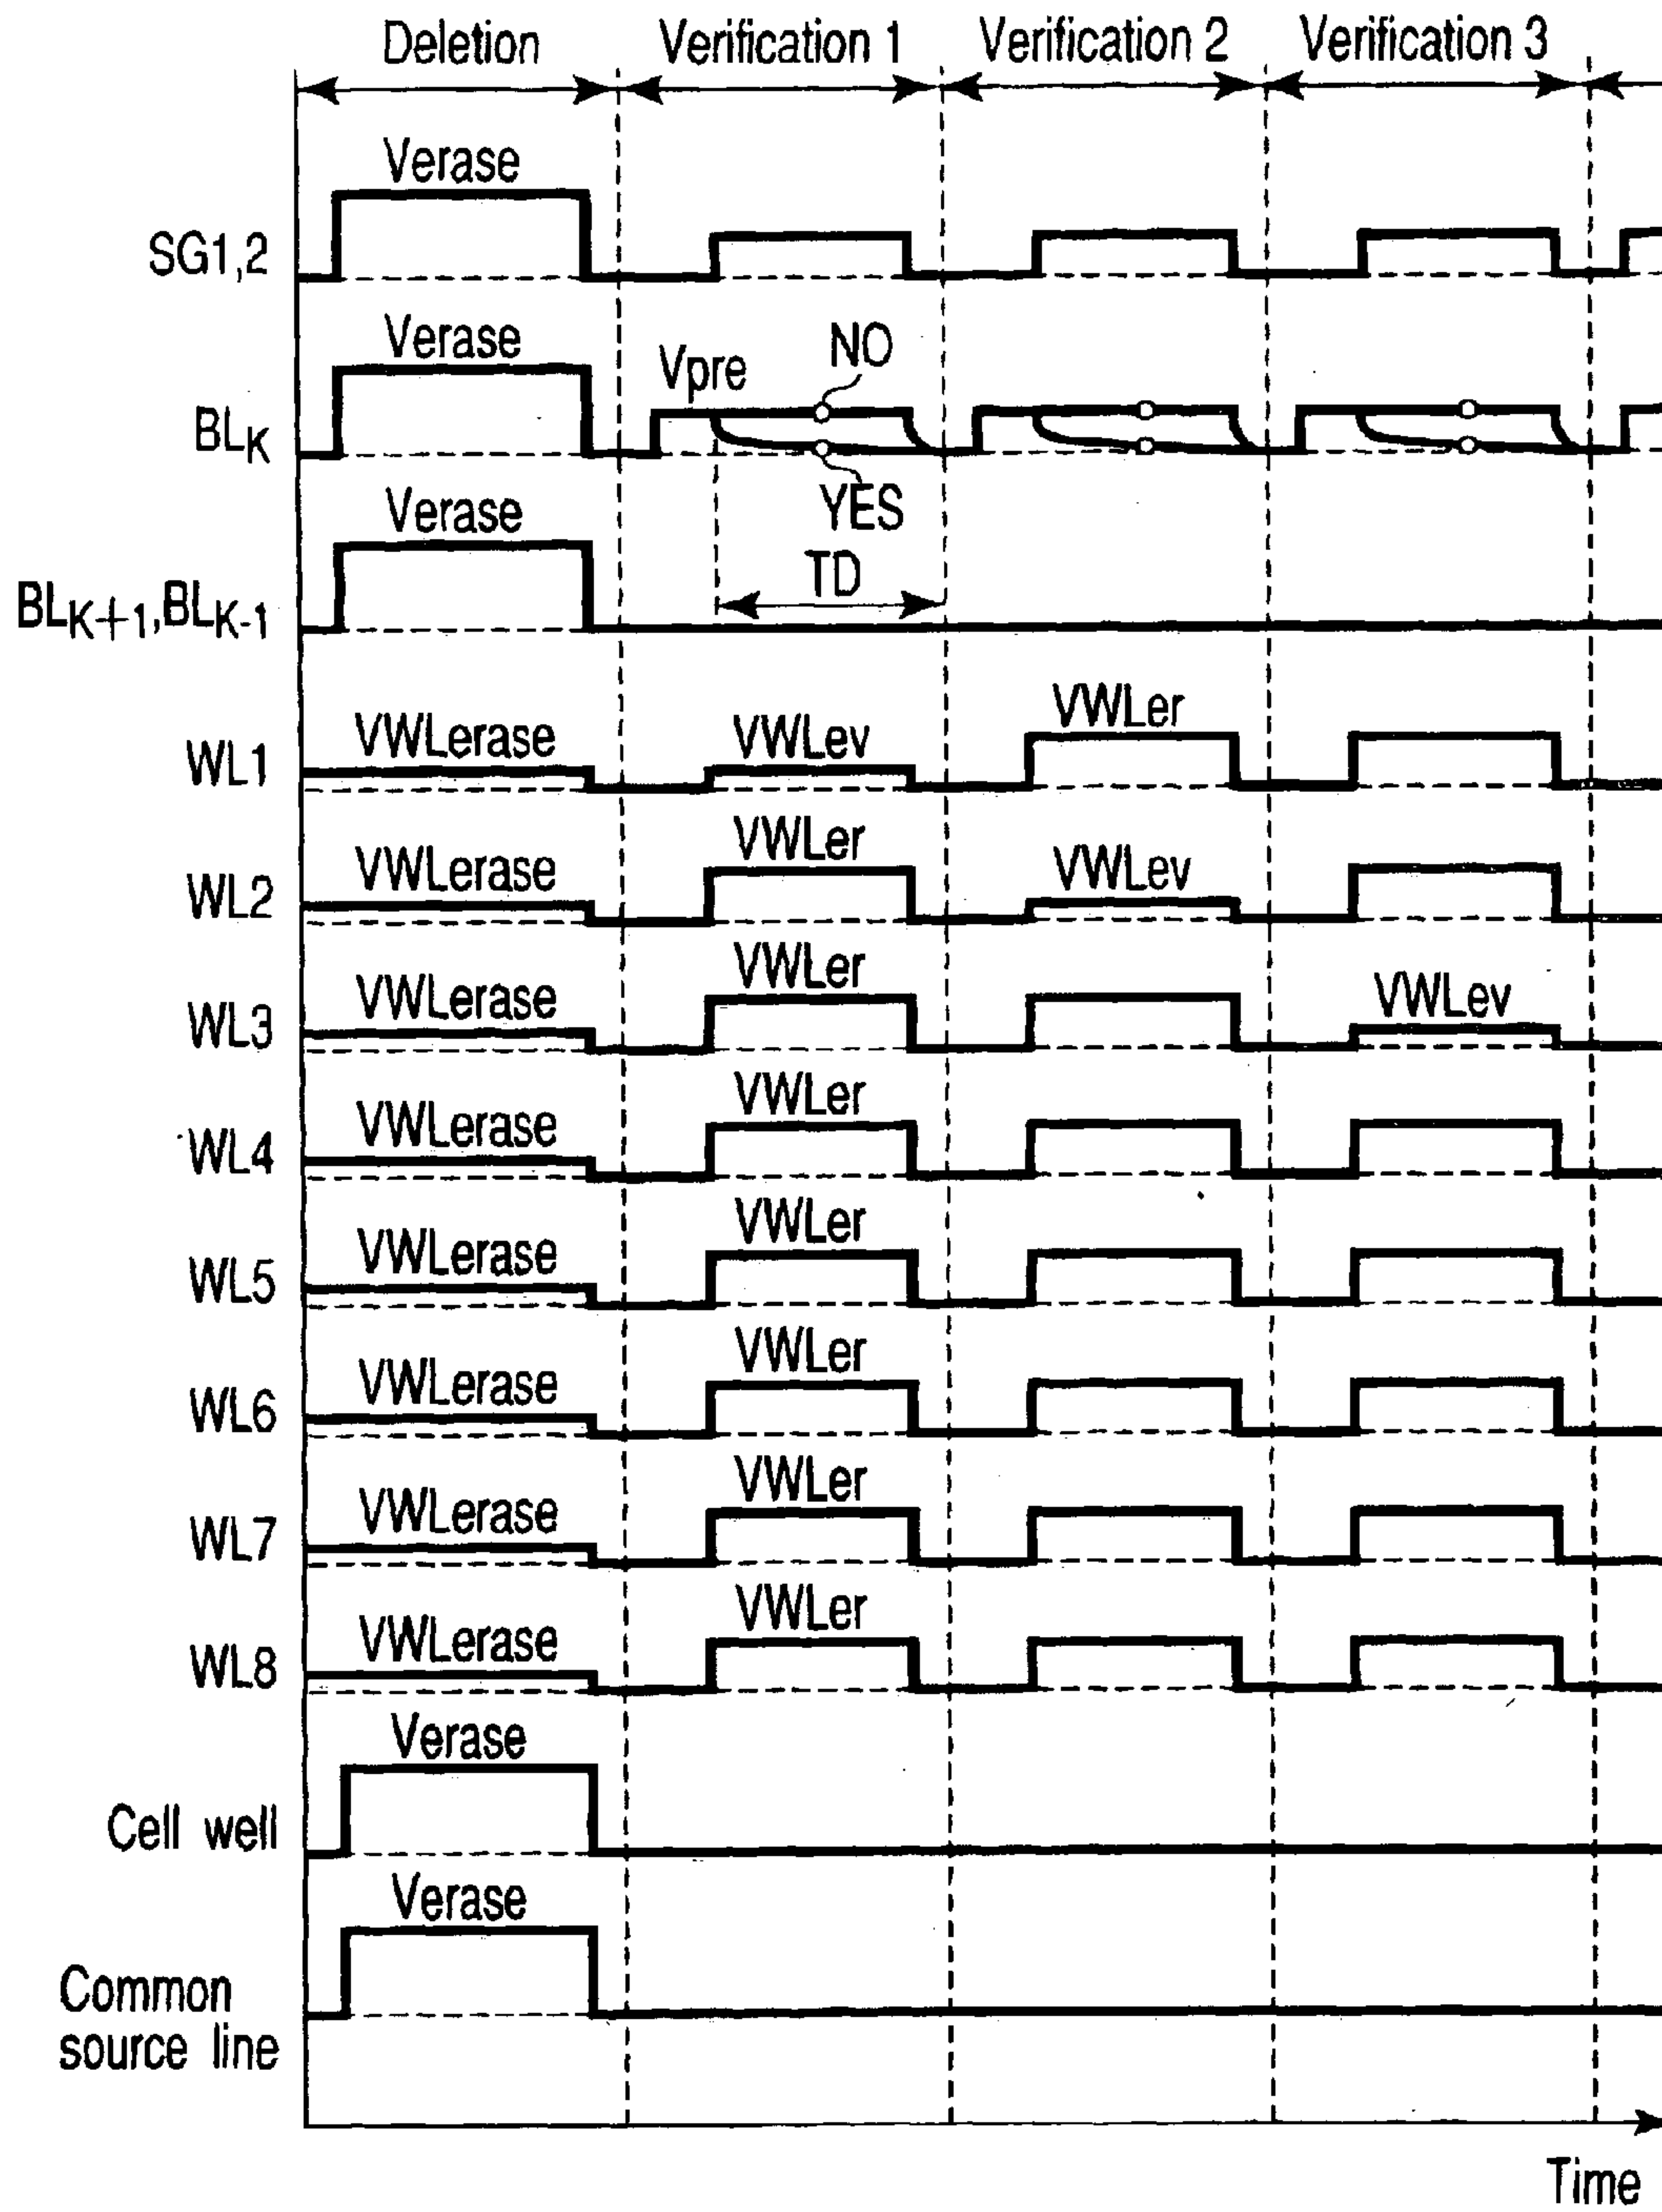 Deletion Verification 1 Verification 2 Verification 3
Verase
SG1,2
Verase
Vpre NO
BLK
YES
Verase
TD
BLK+1,BLK-1
VWLer
VWLerase VWLev
WL1
VWLer
VWLerase VWLev
WL2
VWLer
VWLerase VWLev
WL3
VWLer
VWLerase
WL4
VWLer
VWLerase
WL5
VWLer
VWLerase
WL6
VWLer
VWLerase
WL7
VWLer
VWLerase
WL8
Verase
Cell well
Verase
Common
source line
Time